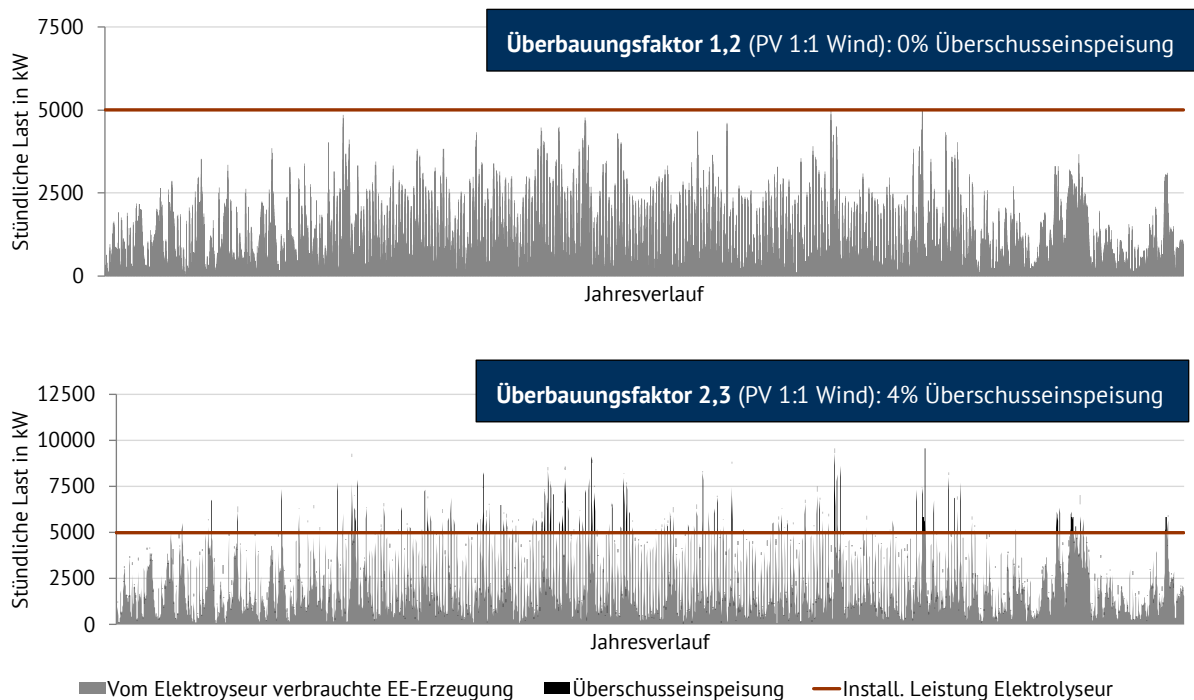 Überbauungsfaktor 1,2 (PV 1:1 Wind): 0% Überschusseinspeisung
Stündliche Last in kW
7500
5000
2500
0
Jahresverlauf
Überbauungsfaktor 2,3 (PV 1:1 Wind): 4% Überschusseinspeisung
Stündliche Last in kW
12500
10000
7500
5000
2500
0
Jahresverlauf
Vom Elektroyseur verbrauchte EE-Erzeugung Überschusseinspeisung Install. Leistung Elektrolyseur